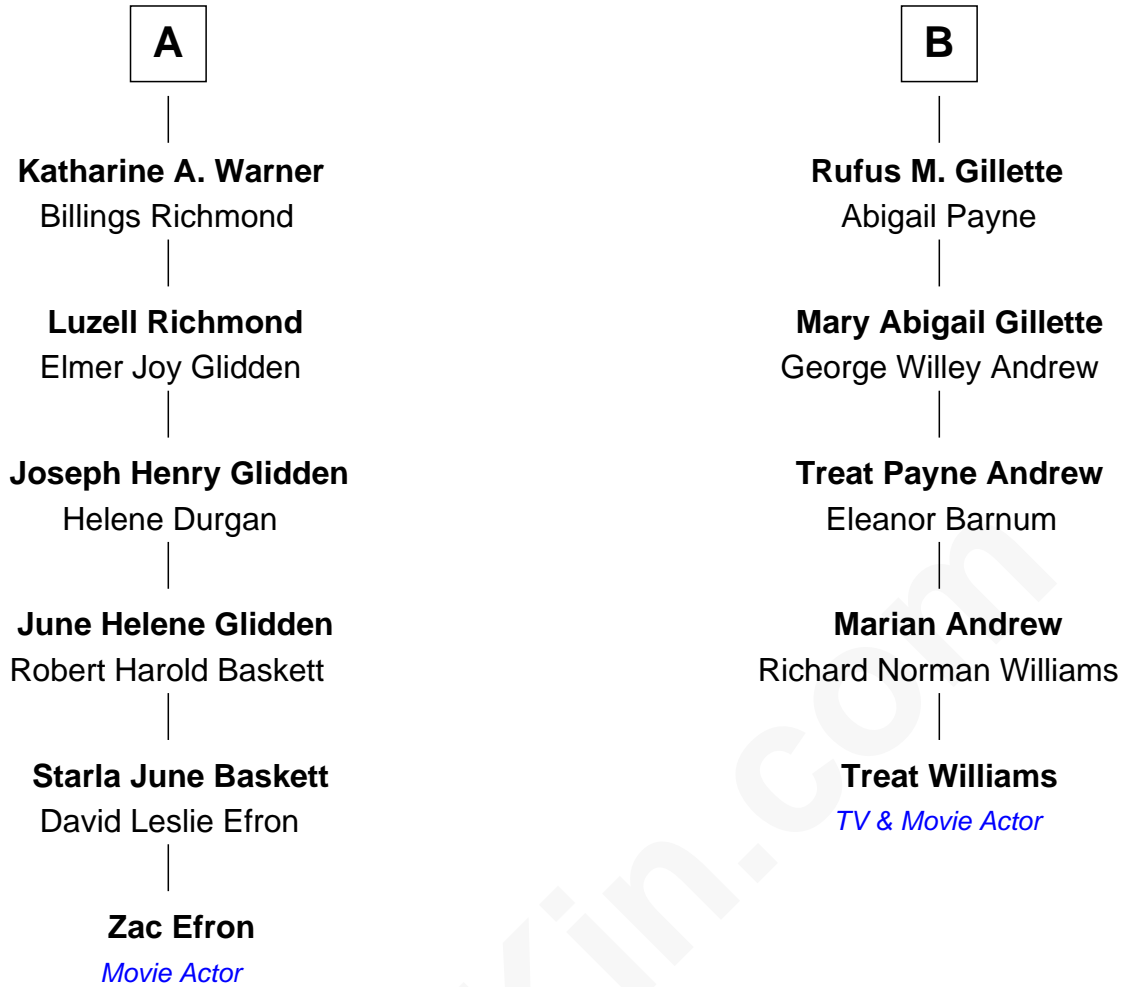 A
Katharine A. Warner
Billings Richmond
Luzell Richmond
Elmer Joy Glidden
Joseph Henry Glidden
Helene Durgan
June Helene Glidden
Robert Harold Baskett
Starla June Baskett
David Leslie Efron
Zac Efron
Movie Actor
B
Rufus M. Gillette
Abigail Payne
Mary Abigail Gillette
George Willey Andrew
Treat Payne Andrew
Eleanor Barnum
Marian Andrew
Richard Norman Williams
Treat Williams
TV & Movie Actor
Kin.com